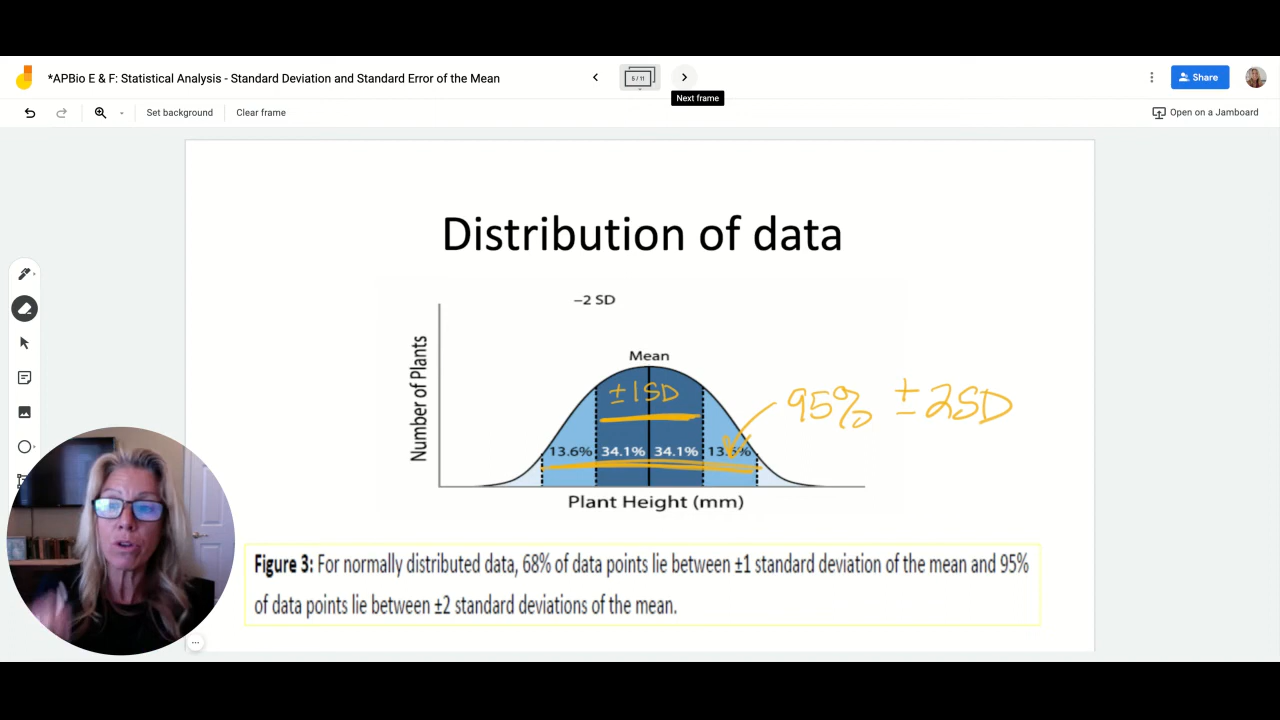 *APBio E & F: Statistical Analysis - Standard Deviation and Standard Error of the Mean
5 / 11
Share
Next frame
Set background
Clear frame
Open on a Jamboard
Distribution of data
−2 SD
Mean
Number of Plants
±1SD
95% ±2SD
13.6% 34.1% 34.1% 13.6%
Plant Height (mm)
Figure 3: For normally distributed data, 68% of data points lie between ±1 standard deviation of the mean and 95%
of data points lie between ±2 standard deviations of the mean.